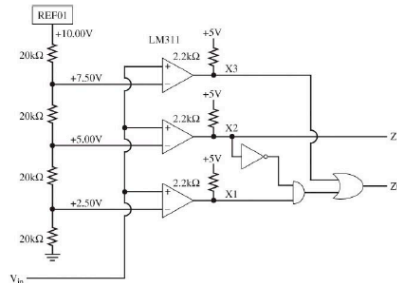 REF01
+10.00V
LM311
+5V
20kΩ
2.2kΩ
X3
+7.50V
+5V
20kΩ
2.2kΩ
X2
+5.00V
Z
+5V
20kΩ
2.2kΩ
Z
+2.50V
X1
20kΩ
Vin